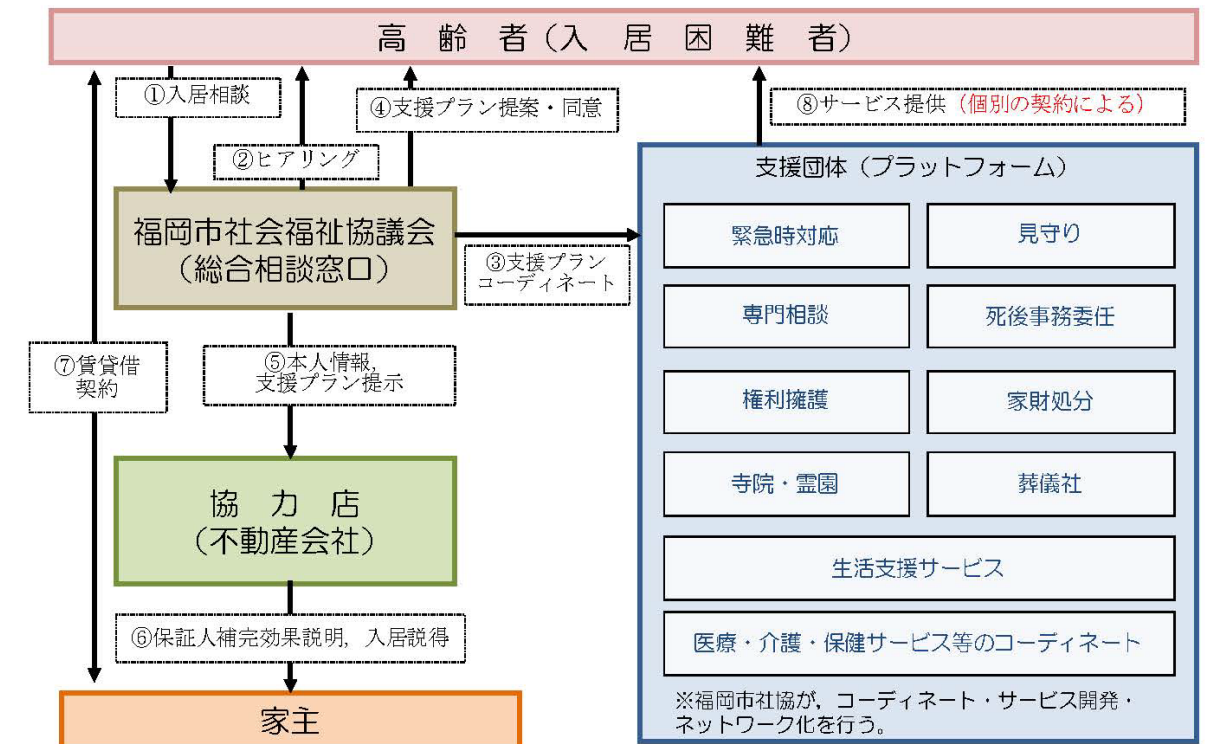 高 齢 者（入 居 困 難 者）
①入居相談
②ヒアリング
④支援プラン提案・同意
⑧サービス提供（個別の契約による）
福岡市社会福祉協議会
（総合相談窓口）
③支援プラン
コーディネート
⑦賃貸借
契約
⑤本人情報，
支援プラン提示
協 力 店
（不動産会社）
⑥保証人補完効果説明，入居説得
家主
支援団体（プラットフォーム）
緊急時対応
見守り
専門相談
死後事務委任
権利擁護
家財処分
寺院・霊園
葬儀社
生活支援サービス
医療・介護・保健サービス等のコーディネート
※福岡市社協が，コーディネート・サービス開発・
ネットワーク化を行う。